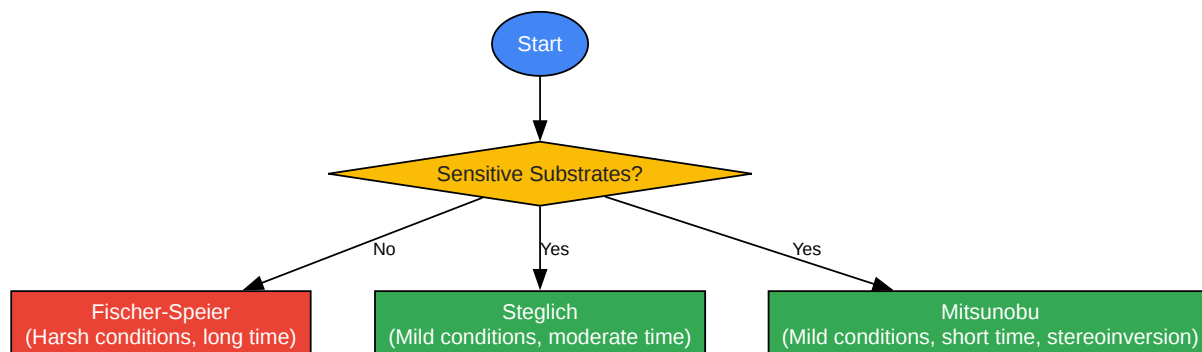 Start
Sensitive Substrates?
No
Yes
Yes
Fischer-Speier
(Harsh conditions, long time)
Steglich
(Mild conditions, moderate time)
Mitsunobu
(Mild conditions, short time, stereoinversion)